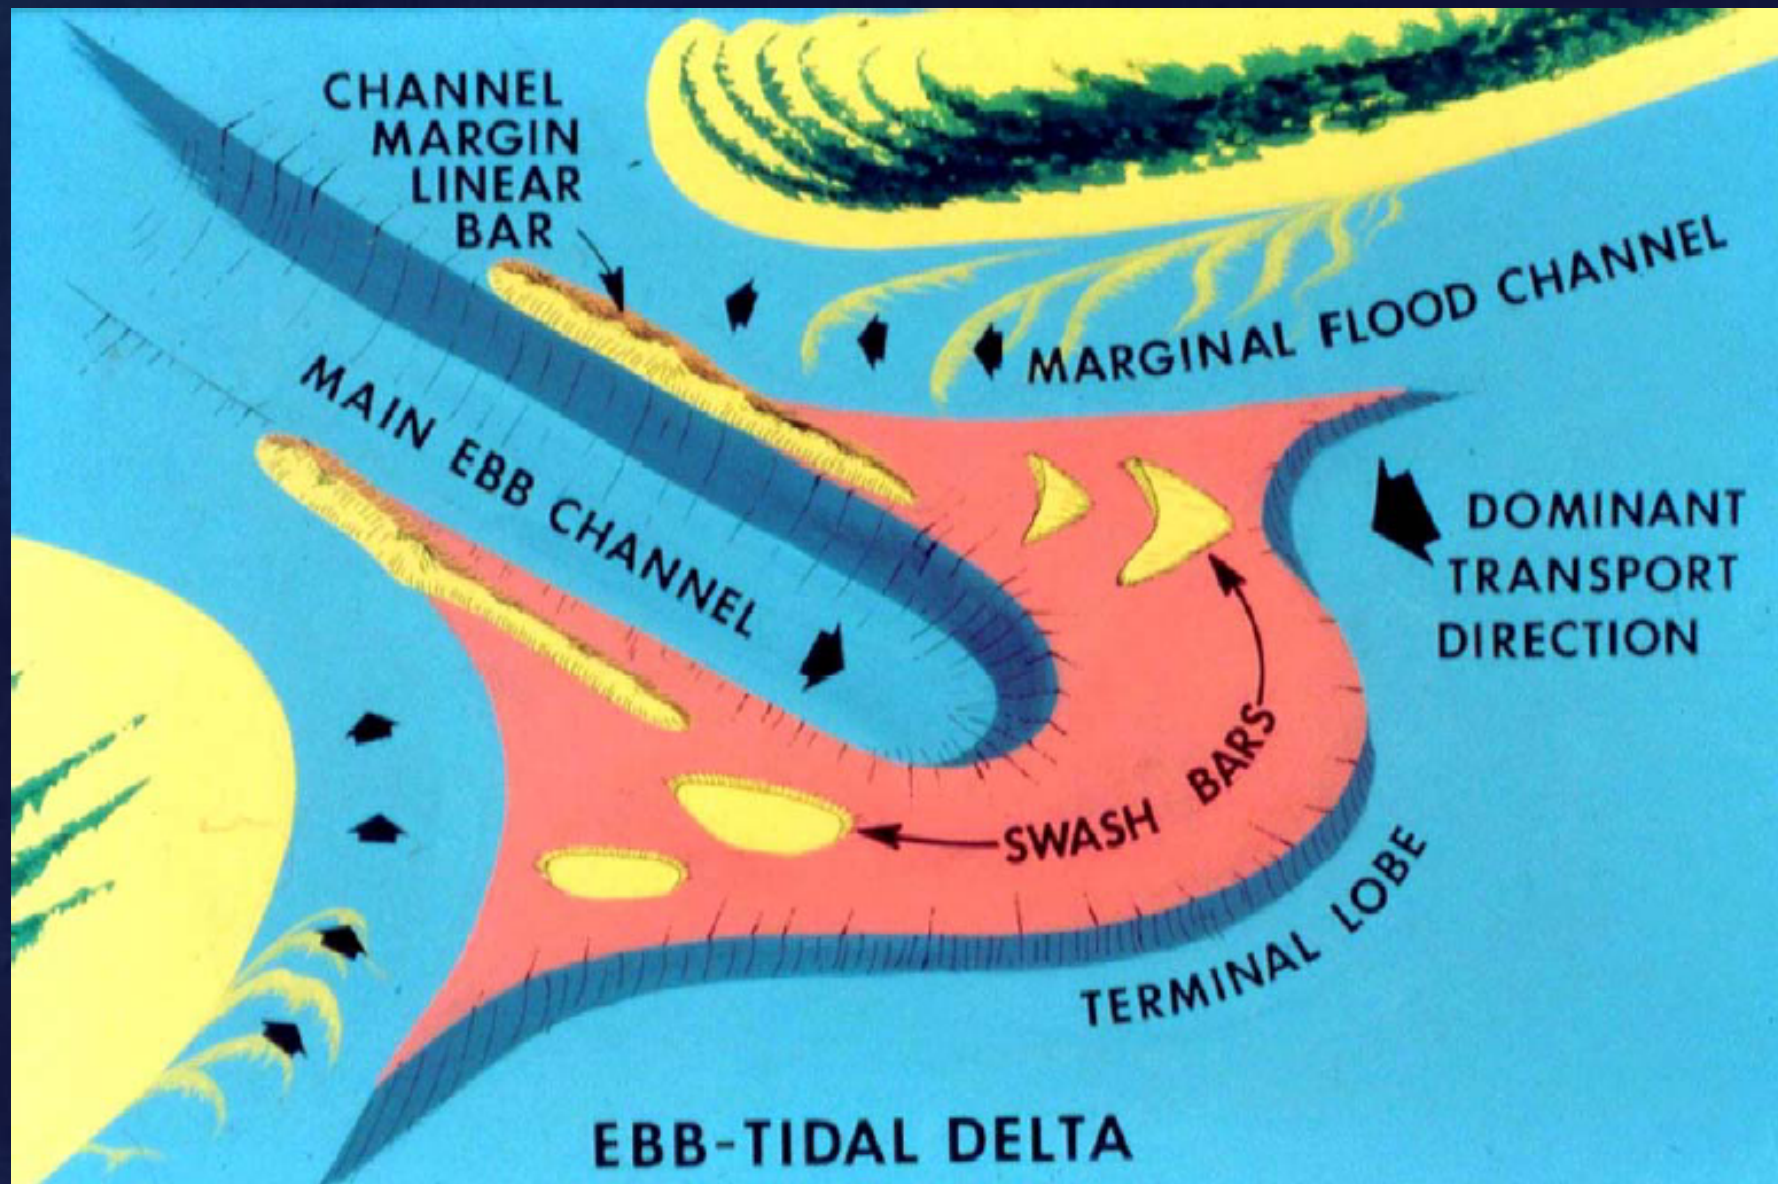 CHANNEL
MARGIN
LINEAR
BAR
MARGINAL FLOOD CHANNEL
MAIN EBB CHANNEL
DOMINANT
TRANSPORT
DIRECTION
SWASH BARS
TERMINAL LOBE
EBB-TIDAL DELTA